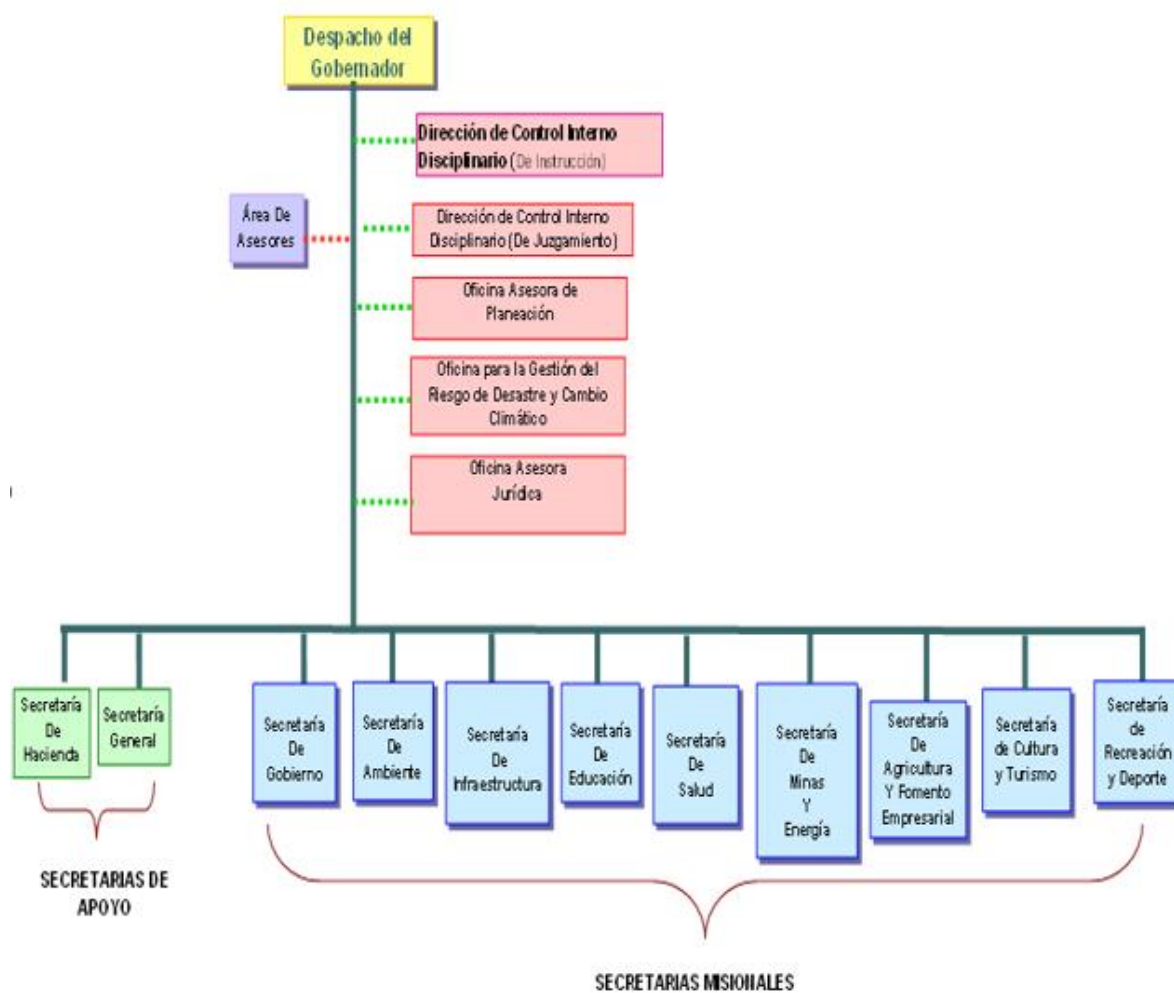 Despacho del
Gobernador
Dirección de Control Interno
Disciplinario (De Instrucción)
Área De
Asesores
Dirección de Control Interno
Disciplinario (De Juzgamiento)
Oficina Asesora de
Planeación
Oficina para la Gestión del
Riesgo de Desastre y Cambio
Climático
Oficina Asesora
Jurídica
Secretaría
De
Hacienda
Secretaría
General
Secretaría
De
Gobierno
Secretaría
De
Ambiente
Secretaría
De
Infraestructura
Secretaría
De
Educación
Secretaría
De
Salud
Secretaría
De
Minas
Y
Energía
Secretaría
De
Agricultura
Y Fomento
Empresarial
Secretaría
de Cultura
y Turismo
Secretaría
de
Recreación
y Deporte
SECRETARIAS DE
APOYO
SECRETARIAS MISIONALES